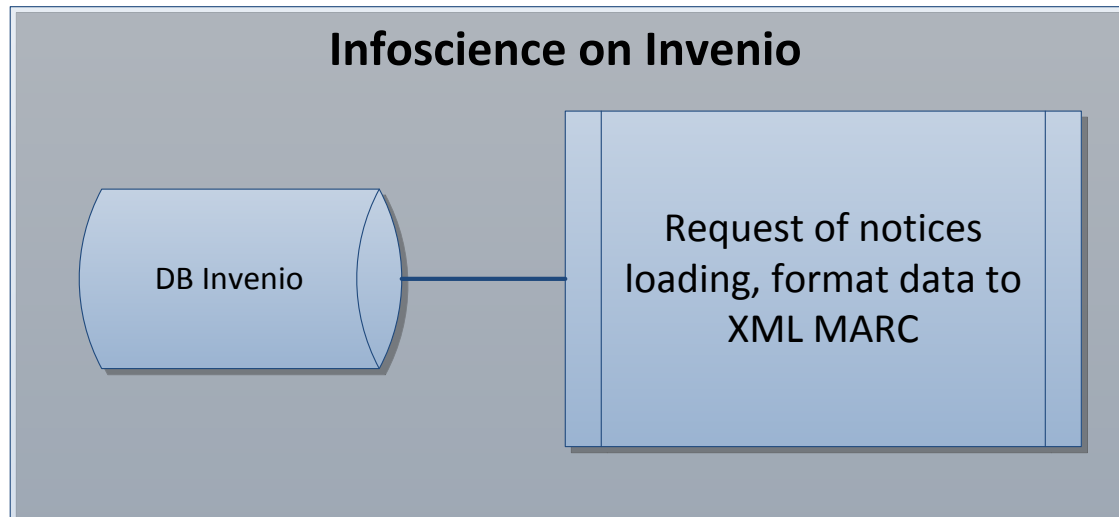 Infoscience on Invenio
DB Invenio
Request of notices
loading, format data to
XML MARC